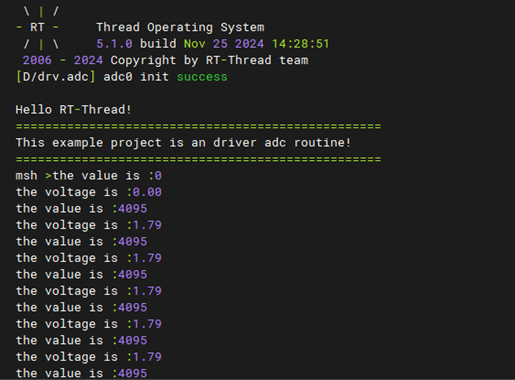 \ | /
- RT -     Thread Operating System
/ | \     5.1.0 build Nov 25 2024 14:28:51
2006 - 2024 Copyright by RT-Thread team
[D/drv.adc] adc0 init success
Hello RT-Thread!
==================================================
This example project is an driver adc routine!
==================================================
msh >the value is :0
the voltage is :0.00
the value is :4095
the voltage is :1.79
the value is :4095
the voltage is :1.79
the value is :4095
the voltage is :1.79
the value is :4095
the voltage is :1.79
the value is :4095
the voltage is :1.79
the value is :4095